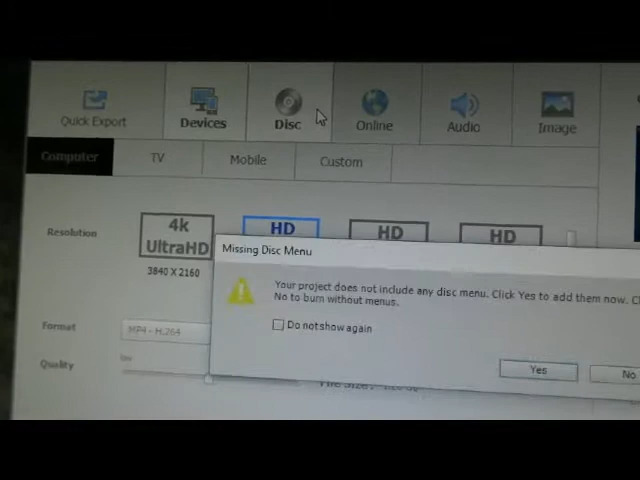 Quick Export
Devices
Disc
Online
Audio
Image
Computer
TV
Mobile
Custom
Resolution
4k
UltraHD
HD
HD
HD
3840 X 2160
Missing Disc Menu
Your project does not include any disc menu. Click Yes to add them now.
No to burn without menus.
Do not show again
Format
MP4 - H.264
Quality
low
Yes
No